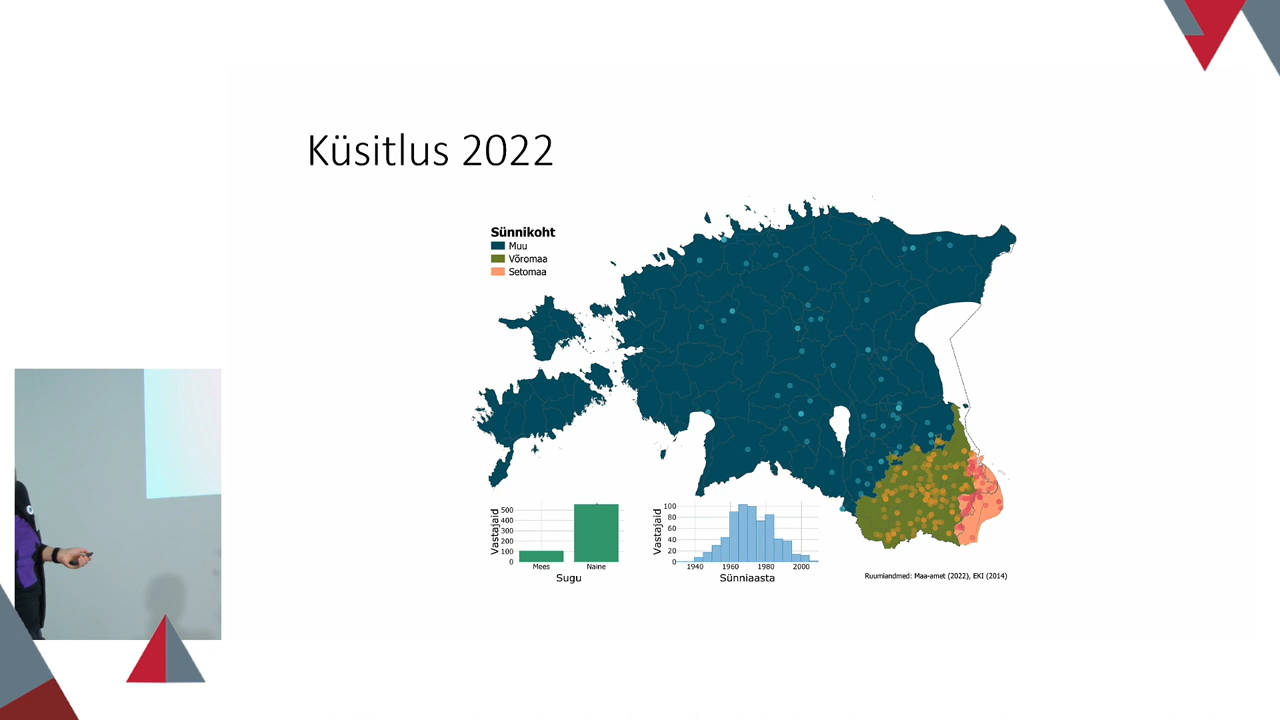 Küsitlus 2022
Sünnikoht
Muu
Võromaa
Setomaa
Vastajaid
500
400
300
200
100
0
Mees
Naine
Sugu
Vastajaid
100
80
60
40
20
0
1940
1960
1980
2000
Sünniaasta
Ruumiandmed: Maa-amet (2022), EKI (2014)